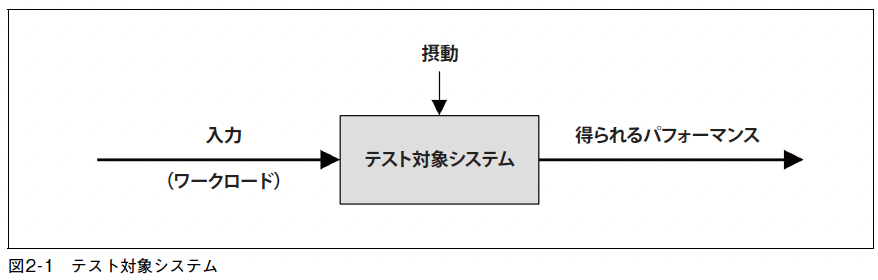 摂動
入力
(ワークロード)
テスト対象システム
得られるパフォーマンス
図2-1　テスト対象システム